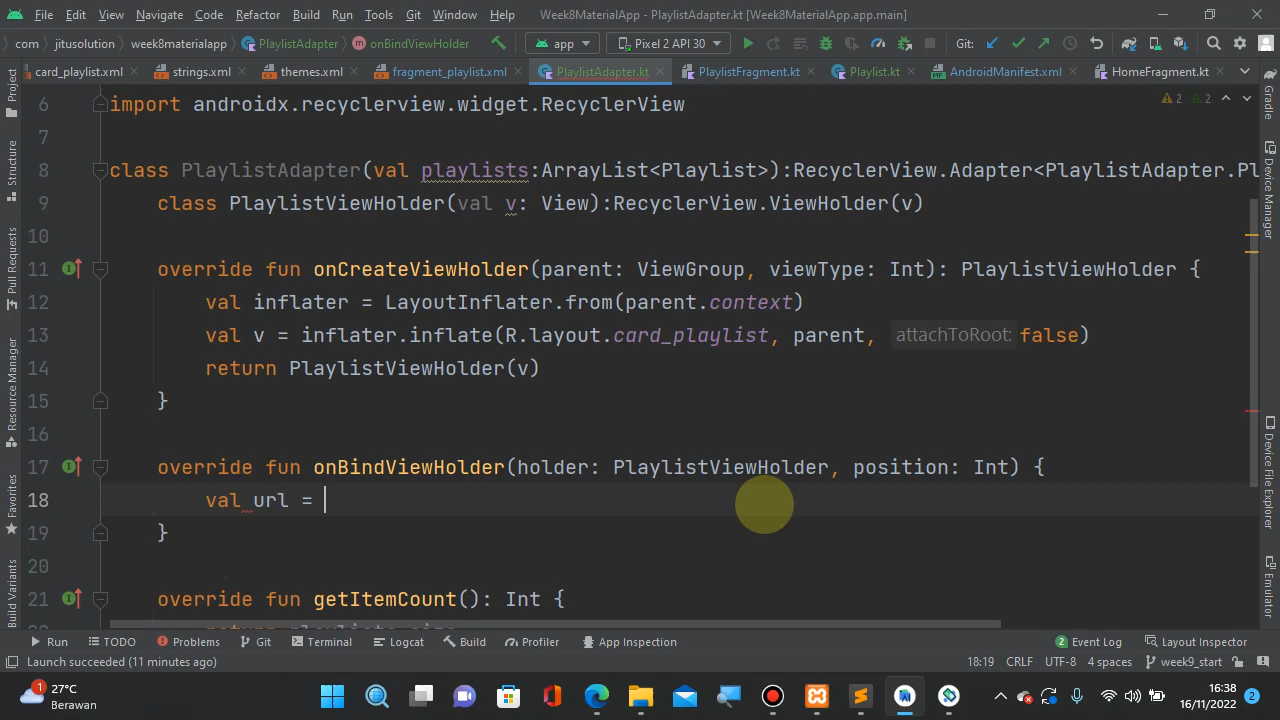 File Edit View Navigate Code Refactor Build Run Tools Git Window Help Week8MaterialApp - PlaylistAdapter.kt [Week8MaterialApp.app.main]
com jitusolution week8materialapp PlaylistAdapter onBindViewHolder app Pixel 2 API 30 Git:
card_playlist.xml strings.xml themes.xml fragment_playlist.xml PlaylistAdapter.kt PlaylistFragment.kt Playlist.kt AndroidManifest.xml HomeFragment.kt
Project
Structure
Pull Requests
Resource Manager
Favorites
Build Variants
2 2
6 import androidx.recyclerview.widget.RecyclerView
7
8 class PlaylistAdapter(val playlists:ArrayList<Playlist>):RecyclerView.Adapter<PlaylistAdapter.Pl
9 class PlaylistViewHolder(val v: View):RecyclerView.ViewHolder(v)
10
11 override fun onCreateViewHolder(parent: ViewGroup, viewType: Int): PlaylistViewHolder {
12 val inflater = LayoutInflater.from(parent.context)
13 val v = inflater.inflate(R.layout.card_playlist, parent, attachToRoot: false)
14 return PlaylistViewHolder(v)
15 }
16
17 override fun onBindViewHolder(holder: PlaylistViewHolder, position: Int) {
18 val url =
19 }
20
21 override fun getItemCount(): Int {
return playlists.size
Gradle
Device Manager
Device File Explorer
Emulator
Run TODO Problems Git Terminal Logcat Build Profiler App Inspection 2 Event Log Layout Inspector
Launch succeeded (11 minutes ago) 18:19 CRLF UTF-8 4 spaces week9_start
1 27°C
Berawan
16:38
16/11/2022
2